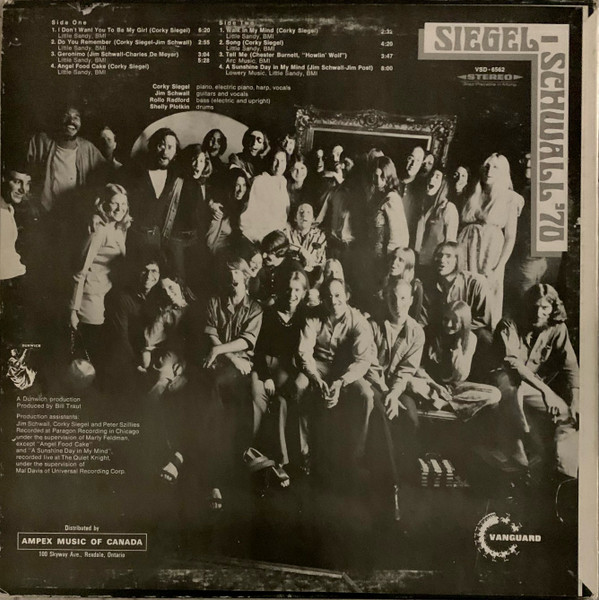 Side One
1. I Don't Want You To Be My Girl (Corky Siegel) 6:20
Little Sandy, BMI
2. Do You Remember (Corky Siegel-Jim Schwall) 2:55
Little Sandy, BMI
3. Geronimo (Jim Schwall-Charles De Meyer) 3:04
Little Sandy, BMI 5:28
4. Angel Food Cake (Corky Siegel)
Little Sandy, BMI
Side Two
1. Walk in My Mind (Corky Siegel) 2:31
Little Sandy, BMI
2. Song (Corky Siegel) 4:20
Little Sandy, BMI
3. Tell Me (Chester Burnett, "Howlin' Wolf") 3:47
Arc Music, BMI
4. A Sunshine Day in My Mind (Jim Schwall-Jim Post) 8:00
Lowery Music, Little Sandy, BMI
Corky Siegel piano, electric piano, harp, vocals
Jim Schwall guitars and vocals
Rollo Radford bass (electric and upright)
Shelly Plotkin drums
SIEGEL-SCHWALL '70
VSD-6562
STEREO
DUNWICH
A Dunwich production
Produced by Bill Traut
Production assistants:
Jim Schwall, Corky Siegel and Peter Szillies
Recorded at Paragon Recording in Chicago
under the supervision of Marty Feldman,
except "Angel Food Cake"
and "A Sunshine Day in My Mind",
recorded live at The Quiet Knight,
under the supervision of
Mal Davis of Universal Recording Corp.
Distributed by
AMPEX MUSIC OF CANADA
100 Skyway Ave., Rexdale, Ontario
VANGUARD